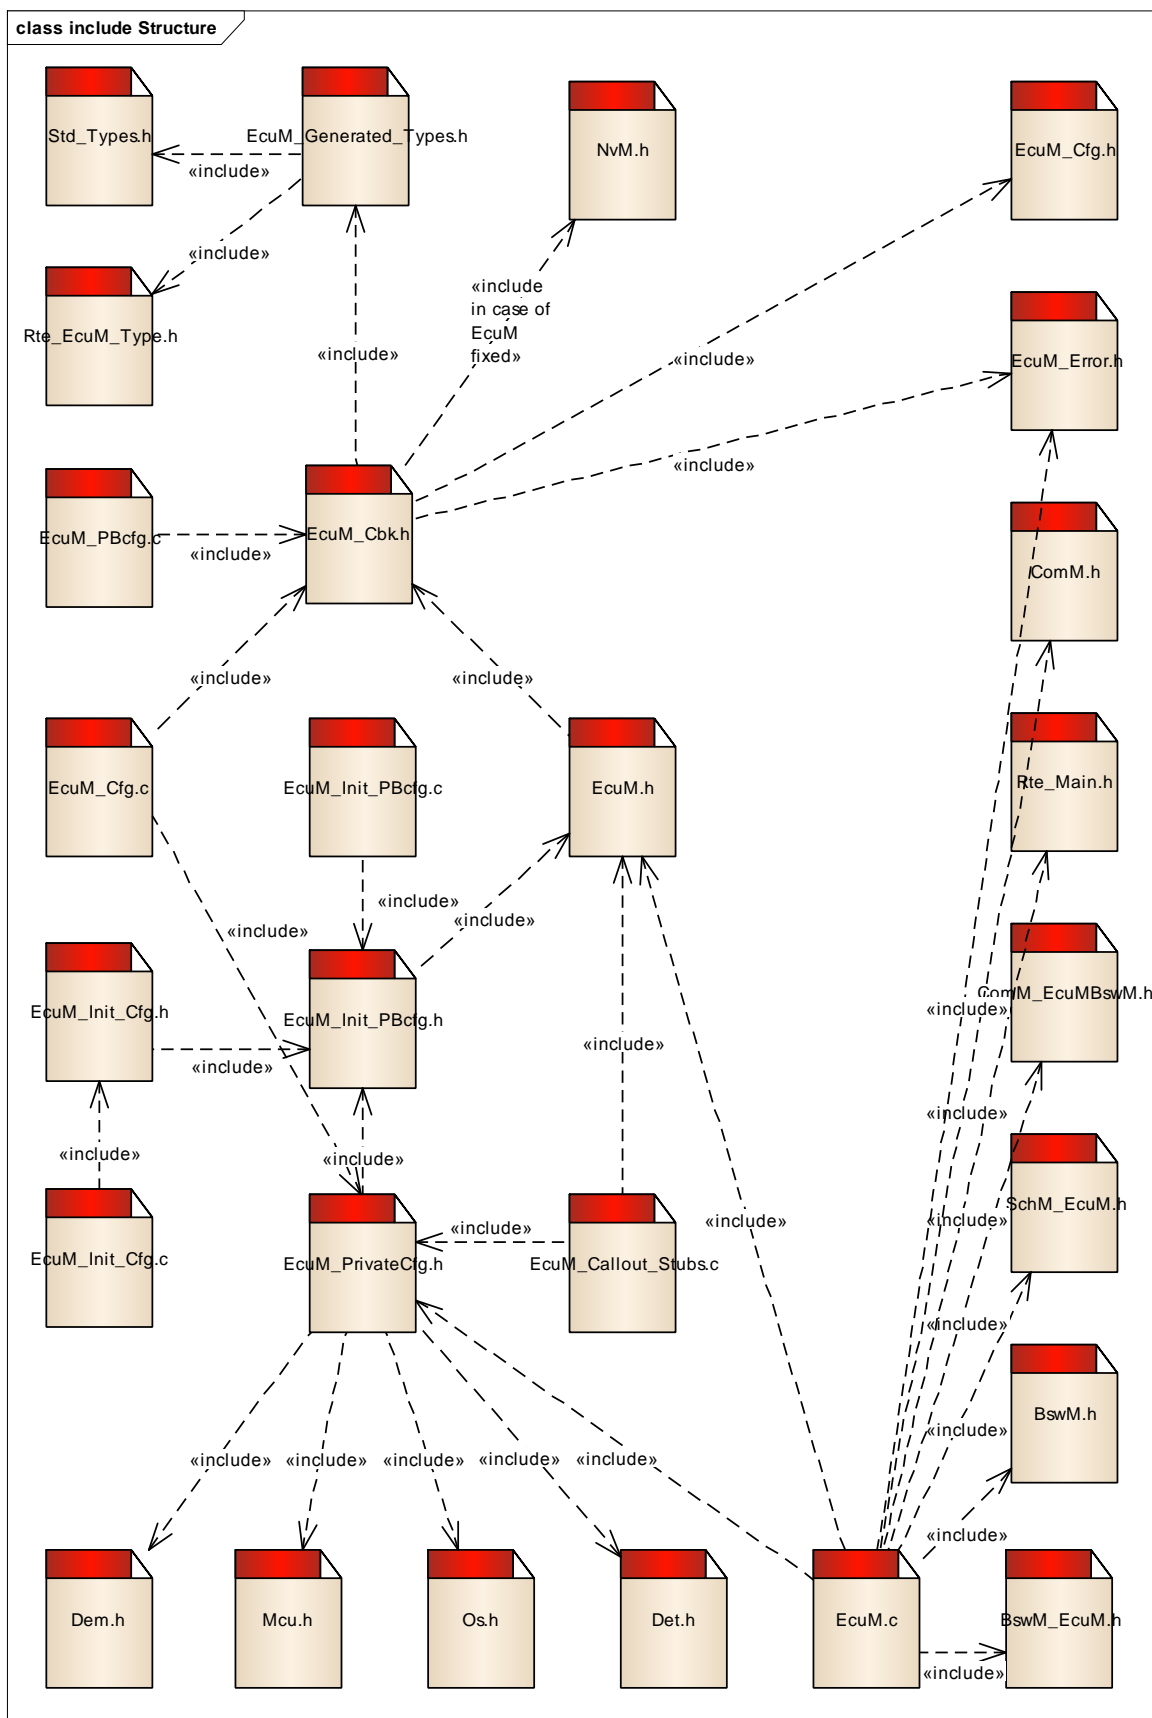 class include Structure
Std_Types.h
EcuM_Generated_Types.h
NvM.h
EcuM_Cfg.h
«include»
«include»
«include
in case of
EcuM
fixed»
Rte_EcuM_Type.h
«include»
«include»
EcuM_Error.h
«include»
EcuM_PBcfg.c
«include»
EcuM_Cbk.h
ComM.h
«include»
«include»
EcuM_Cfg.c
EcuM_Init_PBcfg.c
EcuM.h
Rte_Main.h
«include»
«include»
EcuM_Init_Cfg.h
EcuM_Init_PBcfg.h
ComM_EcuMBswM.h
«include»
«include»
«include»
«include»
«include»
«include»
SchM_EcuM.h
«include»
«include»
«include»
EcuM_Init_Cfg.c
EcuM_PrivateCfg.h
EcuM_Callout_Stubs.c
«include»
BswM.h
«include»
«include»
«include»
«include»
«include»
«include»
«include»
Dem.h
Mcu.h
Os.h
Det.h
EcuM.c
BswM_EcuM.h
«include»